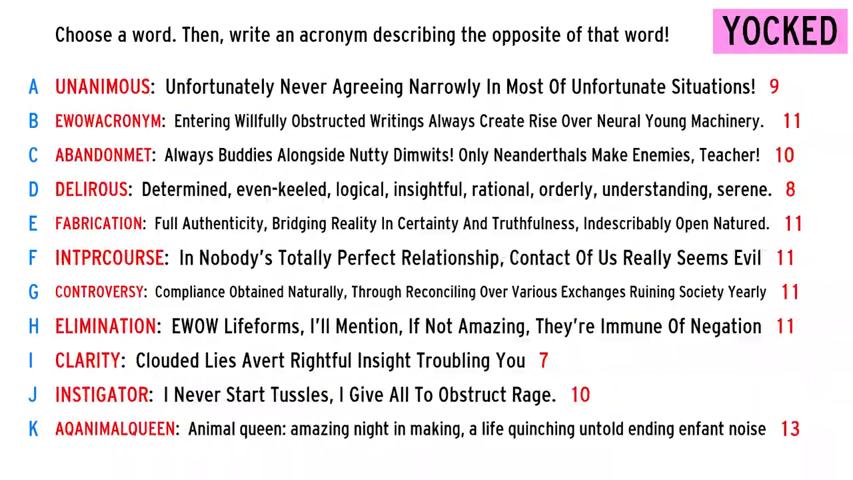 Choose a word. Then, write an acronym describing the opposite of that word! YOCKED
A UNANIMOUS: Unfortunately Never Agreeing Narrowly In Most Of Unfortunate Situations! 9
B EWOWACRONYM: Entering Willfully Obstructed Writings Always Create Rise Over Neural Young Machinery. 11
C ABANDONMET: Always Buddies Alongside Nutty Dimwits! Only Neanderthals Make Enemies, Teacher! 10
D DELIROUS: Determined, even-keeled, logical, insightful, rational, orderly, understanding, serene. 8
E FABRICATION: Full Authenticity, Bridging Reality In Certainty And Truthfulness, Indescribably Open Natured. 11
F INTPRCOURSE: In Nobody's Totally Perfect Relationship, Contact Of Us Really Seems Evil 11
G CONTROVERSY: Compliance Obtained Naturally, Through Reconciling Over Various Exchanges Ruining Society Yearly 11
H ELIMINATION: EWOW Lifeforms, I'll Mention, If Not Amazing, They're Immune Of Negation 11
I CLARITY: Clouded Lies Avert Rightful Insight Troubling You 7
J INSTIGATOR: I Never Start Tussles, I Give All To Obstruct Rage. 10
K AQANIMALQUEEN: Animal queen: amazing night in making, a life quinching untold ending enfant noise 13